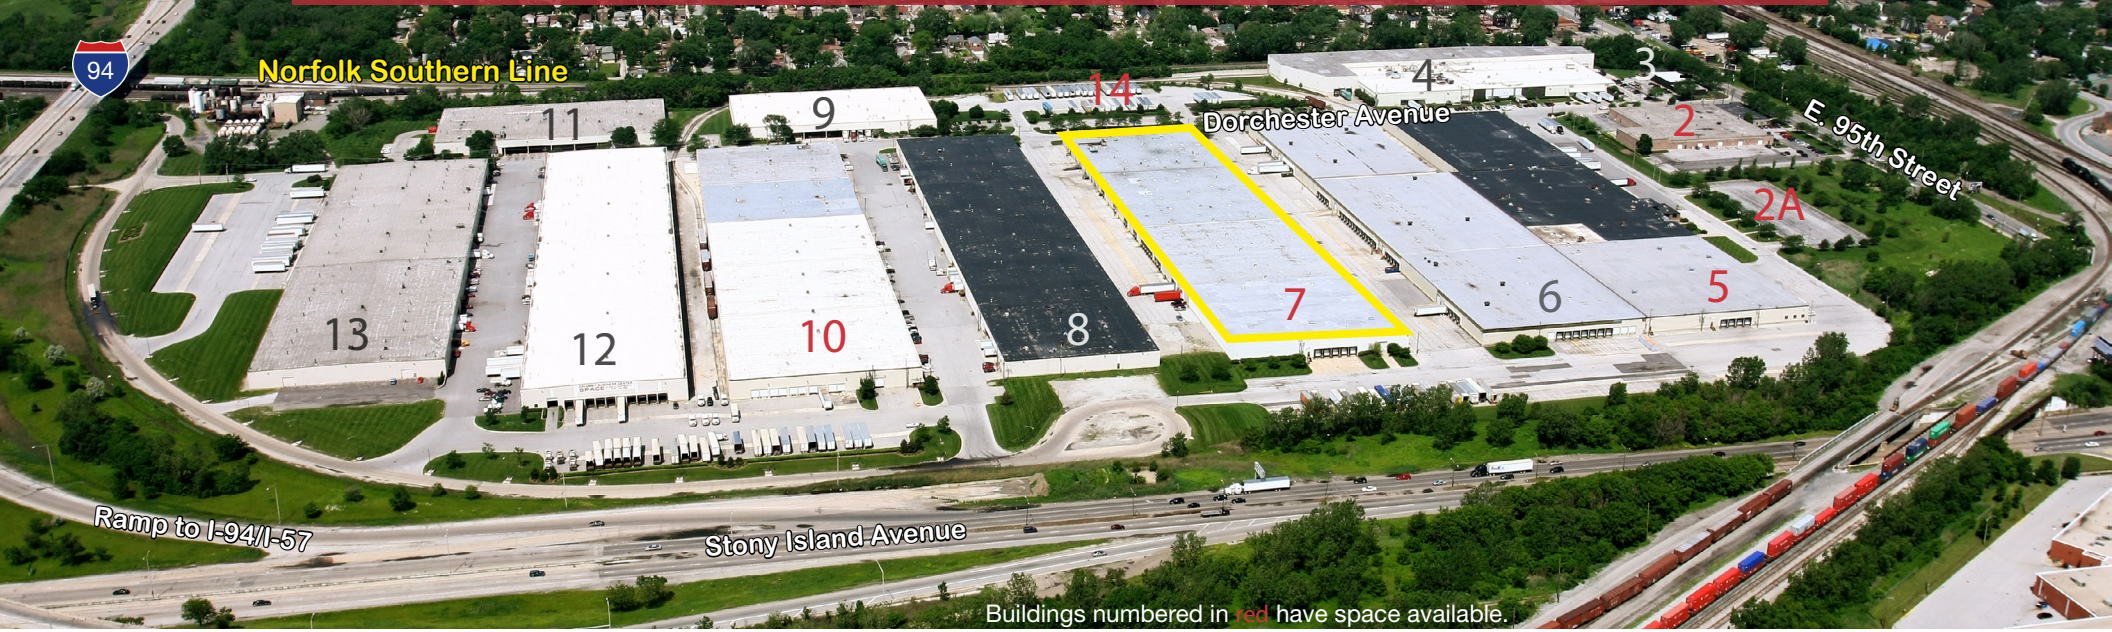 94
Norfolk Southern Line
14
4
3
11
9
Dorchester Avenue
2
E. 95th Street
2A
13
12
10
8
7
6
5
SPACE
Ramp to I-94/I-57
Stony Island Avenue
Buildings numbered in red have space available.